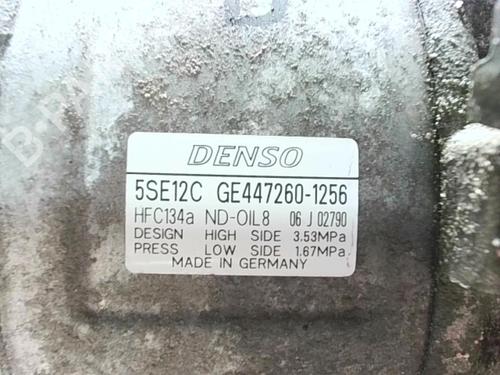 DENSO
5SE12C GE447260-1256
HFC134a ND-OIL8 06 J 02790
DESIGN HIGH SIDE 3.53MPa
PRESS LOW SIDE 1.67MPa
MADE IN GERMANY